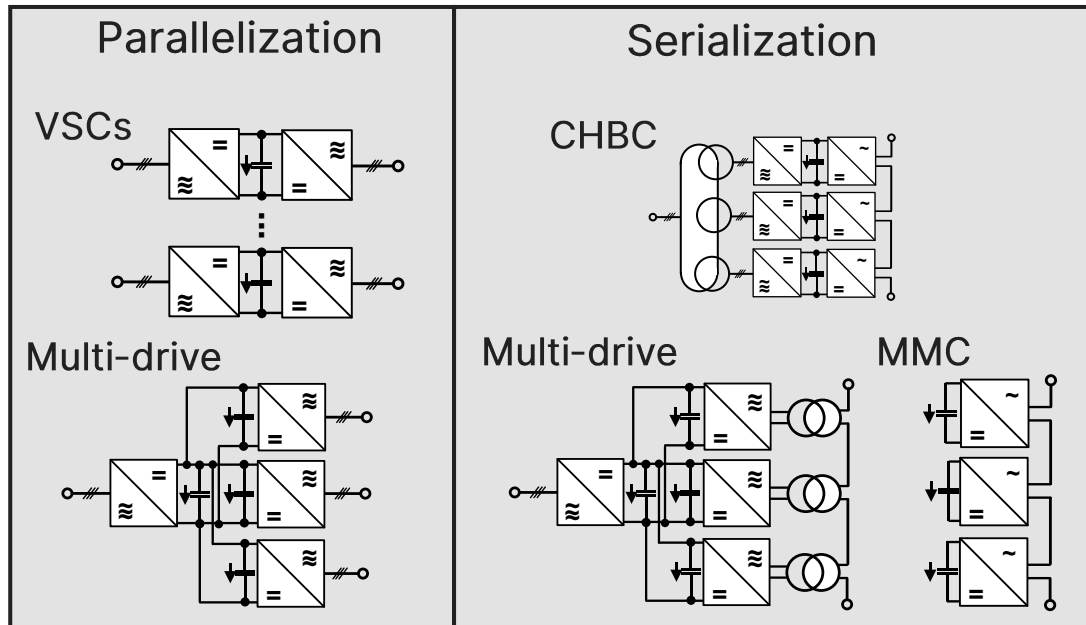 Parallelization
Serialization
VSCs
CHBC
Multi-drive
Multi-drive
MMC